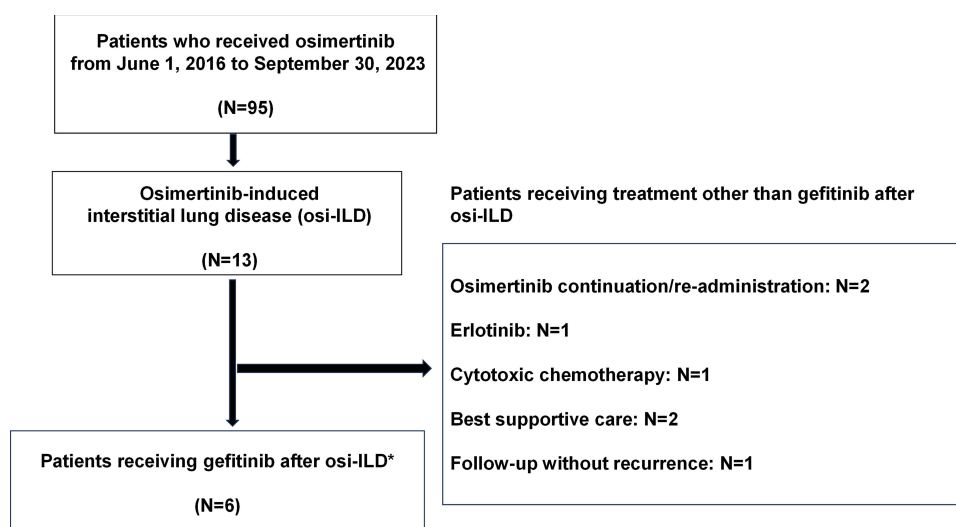 Patients who received osimertinib
from June 1, 2016 to September 30, 2023
(N=95)
Osimertinib-induced
interstitial lung disease (osi-ILD)
(N=13)
Patients receiving treatment other than gefitinib after
osi-ILD
Osimertinib continuation/re-administration: N=2
Erlotinib: N=1
Cytotoxic chemotherapy: N=1
Best supportive care: N=2
Follow-up without recurrence: N=1
Patients receiving gefitinib after osi-ILD*
(N=6)